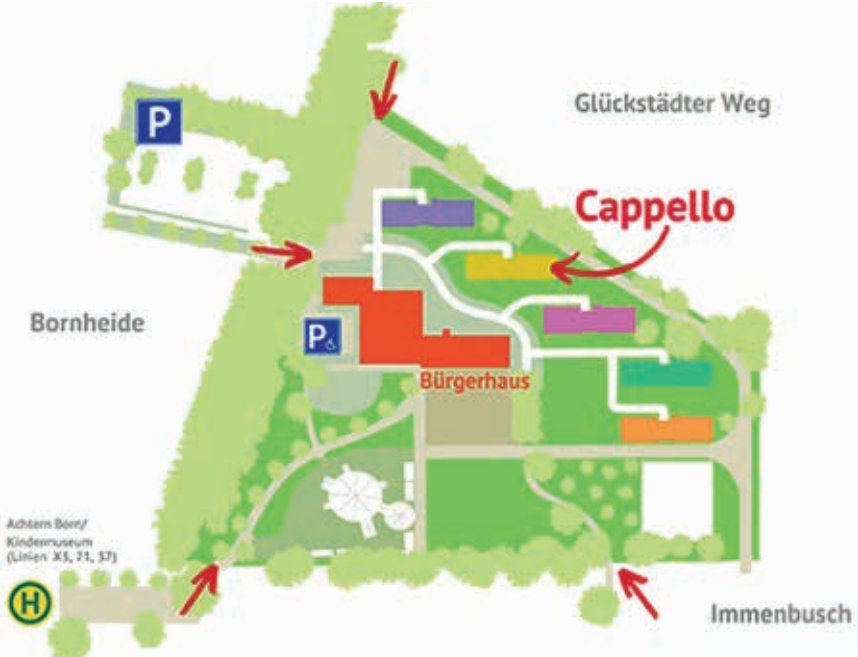 P
Glückstädter Weg
Cappello
Bornheide
P
Bürgerhaus
Achtern Born/
Kindermuseum
(Linien X3, 21, 37)
H
Immenbusch